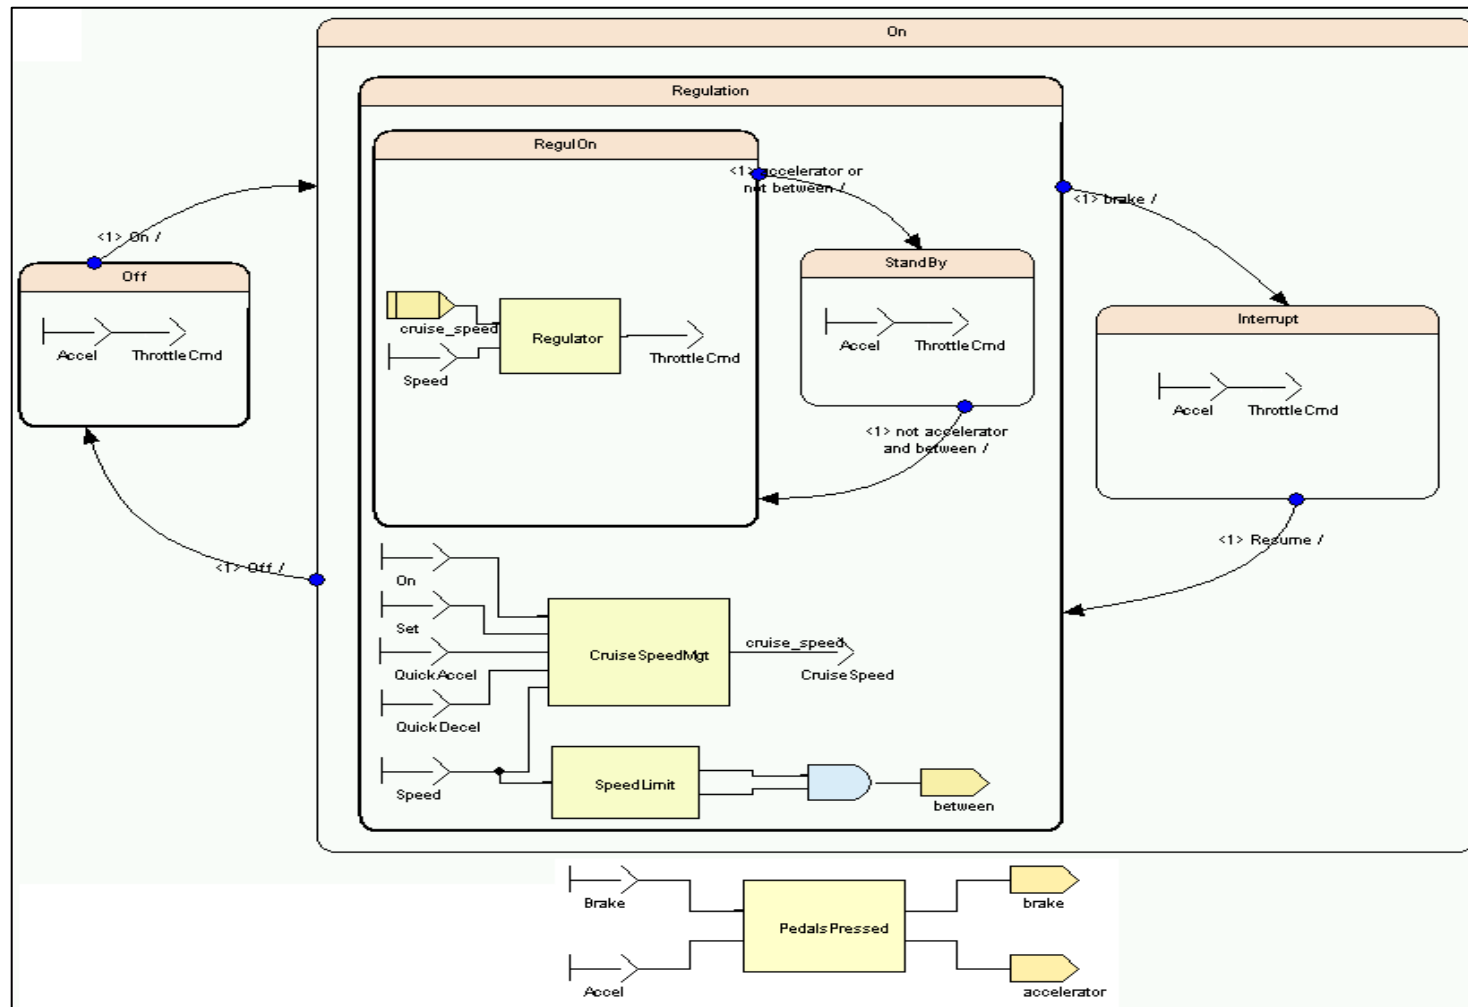 On
Regulation
RegulOn
<1> accelerator or
not between /
<1> brake /
<1> On /
Off
Accel
ThrottleCmd
cruise_speed
Speed
Regulator
ThrottleCmd
StandBy
Accel
ThrottleCmd
<1> not accelerator
and between /
Interrupt
Accel
ThrottleCmd
<1> Resume /
<1> Off /
On
Set
QuickAccel
QuickDecel
CruiseSpeedMgt
cruise_speed
CruiseSpeed
Speed
SpeedLimit
between
Brake
Accel
PedalsPressed
brake
accelerator